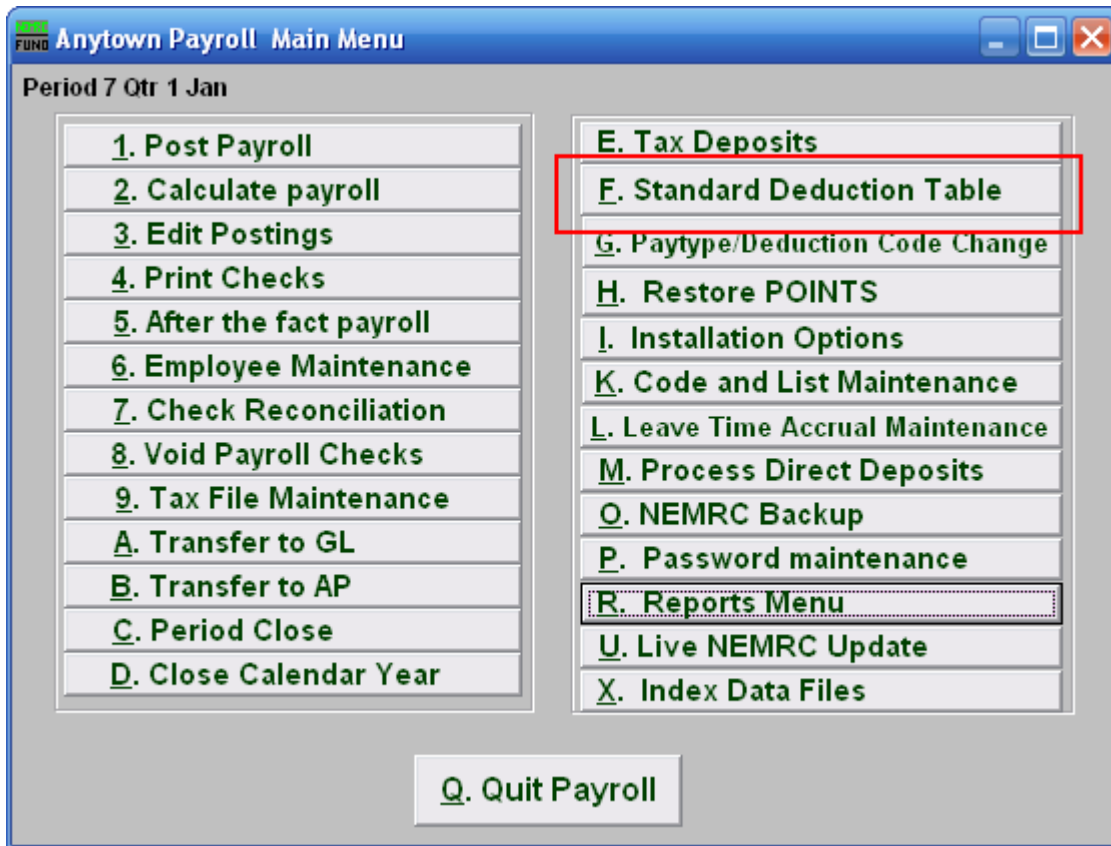 NEMRC
FUND Anytown Payroll Main Menu
Period 7 Qtr 1 Jan
1. Post Payroll
2. Calculate payroll
3. Edit Postings
4. Print Checks
5. After the fact payroll
6. Employee Maintenance
7. Check Reconciliation
8. Void Payroll Checks
9. Tax File Maintenance
A. Transfer to GL
B. Transfer to AP
C. Period Close
D. Close Calendar Year
E. Tax Deposits
F. Standard Deduction Table
G. Paytype/Deduction Code Change
H. Restore POINTS
I. Installation Options
K. Code and List Maintenance
L. Leave Time Accrual Maintenance
M. Process Direct Deposits
O. NEMRC Backup
P. Password maintenance
R. Reports Menu
U. Live NEMRC Update
X. Index Data Files
Q. Quit Payroll